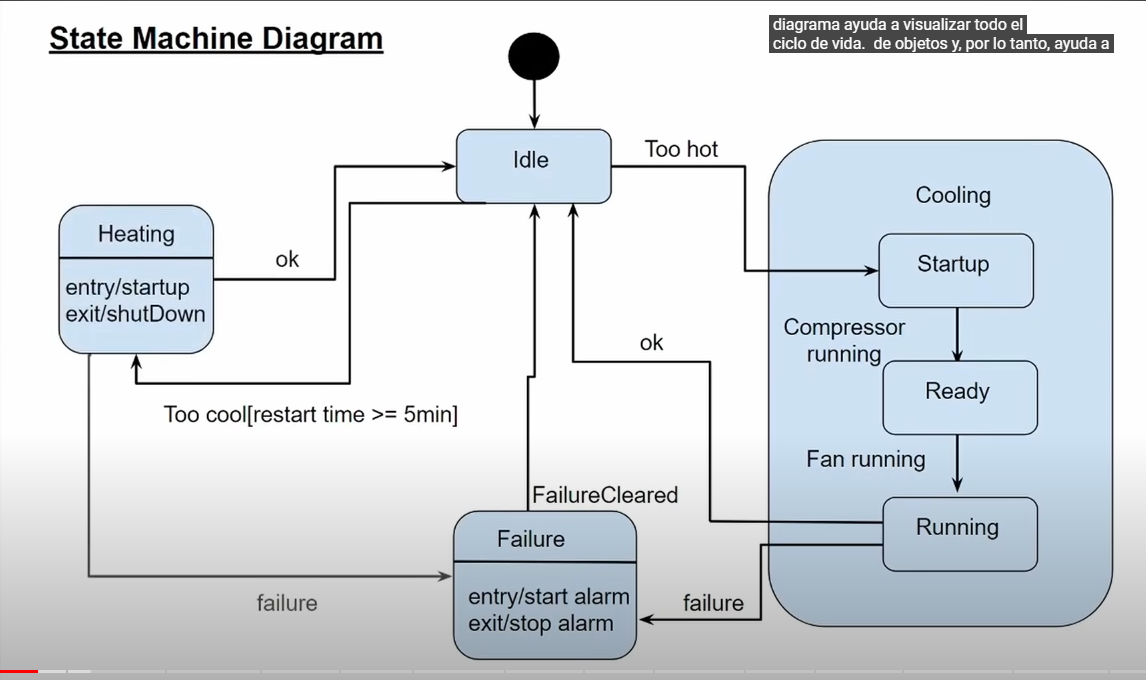 State Machine Diagram
diagrama ayuda a visualizar todo el
ciclo de vida.  de objetos y, por lo tanto, ayuda a
Idle
Too hot
Cooling
Heating
entry/startup
exit/shutDown
ok
Startup
Compressor
running
ok
Ready
Too cool[restart time >= 5min]
Fan running
FailureCleared
Running
Failure
entry/start alarm
exit/stop alarm
failure
failure